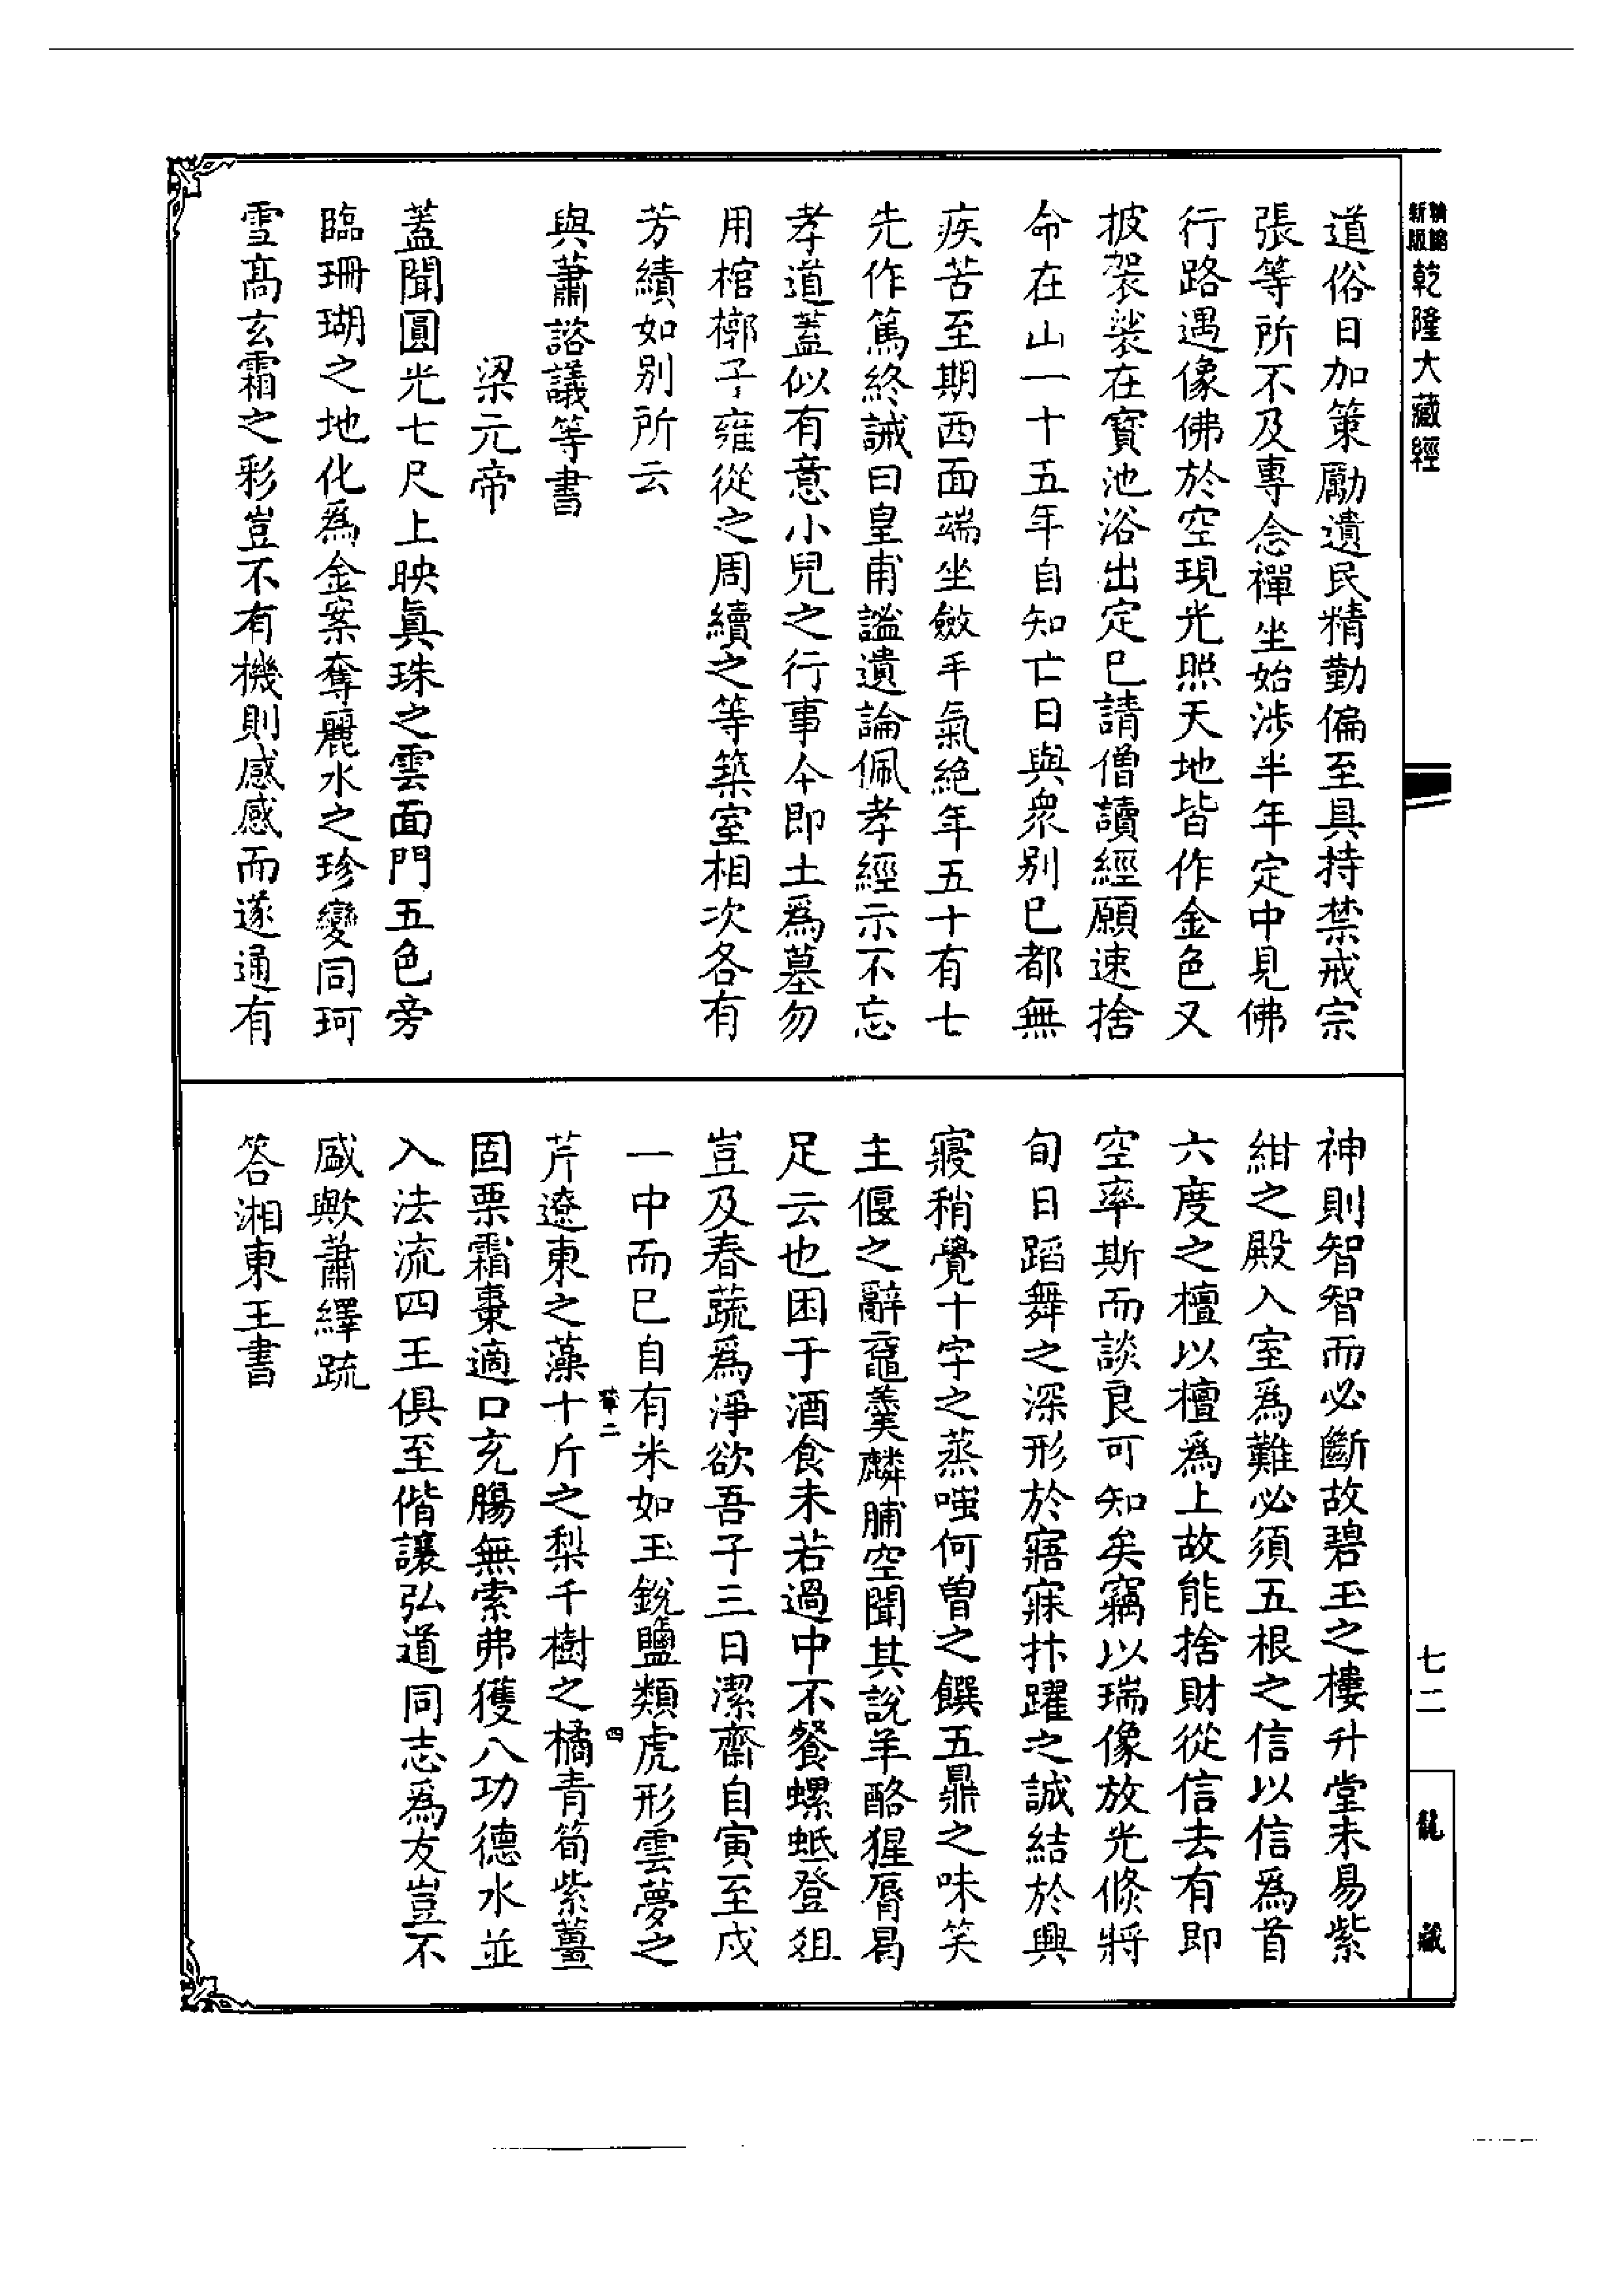 新版
乾隆大藏經
道俗日加策勵遺民精勤偏至具持禁戒宗
張等所不及專念禪坐始涉半年定中見佛
行路遇像佛於空現光照天地皆作金色又
披袈裟在寶池浴出定已請僧讀經願速捨
命在山一十五年自知亡日與衆别已都無
疾苦至期西面端坐斂手氣絶年五十有七
先作篤終誡曰皇甫謐遺論佩孝經示不忘
孝道蓋似有意小兒之行事今即土爲墓勿
用棺槨子雍從之周續之等築室相次各有
芳績如别所云
與蕭諮議等書
梁元帝
蓋聞圓光七尺上映眞珠之雲面門五色旁
臨珊瑚之地化為金案奪麗水之珍變同珂
雪高玄霜之彩豈不有機則感感而遂通有
神則智智而必斷故碧玉之樓升堂未易紫
紺之殿入室爲難必須五根之信以信爲首
六度之檀以檀爲上故能捨財從信去有即
空率斯而談良可知矣竊以瑞像放光倏將
旬日蹈舞之深形於寤寐抃躍之誠結於興
寢稍覺十字之蒸嗤何曽之饌五鼎之味笑
主偃之辭黿羹麟脯空聞其說羊酪猩脣曷
足云也困于酒食未若過中不餐螺蚳登俎
豈及春蔬爲淨欲吾子三日潔齋自寅至戌
一中而已自有米如玉銳鹽類虎形雲夢之
芹遼東之藻十斤之梨千樹之橘青筍紫薑
固栗霜棗適口充腸無索弗獲八功德水並
入法流四王俱至偕讓弘道同志為友豈不
盛歟蕭繹疏
答湘東王書
二
四
七二
龍藏